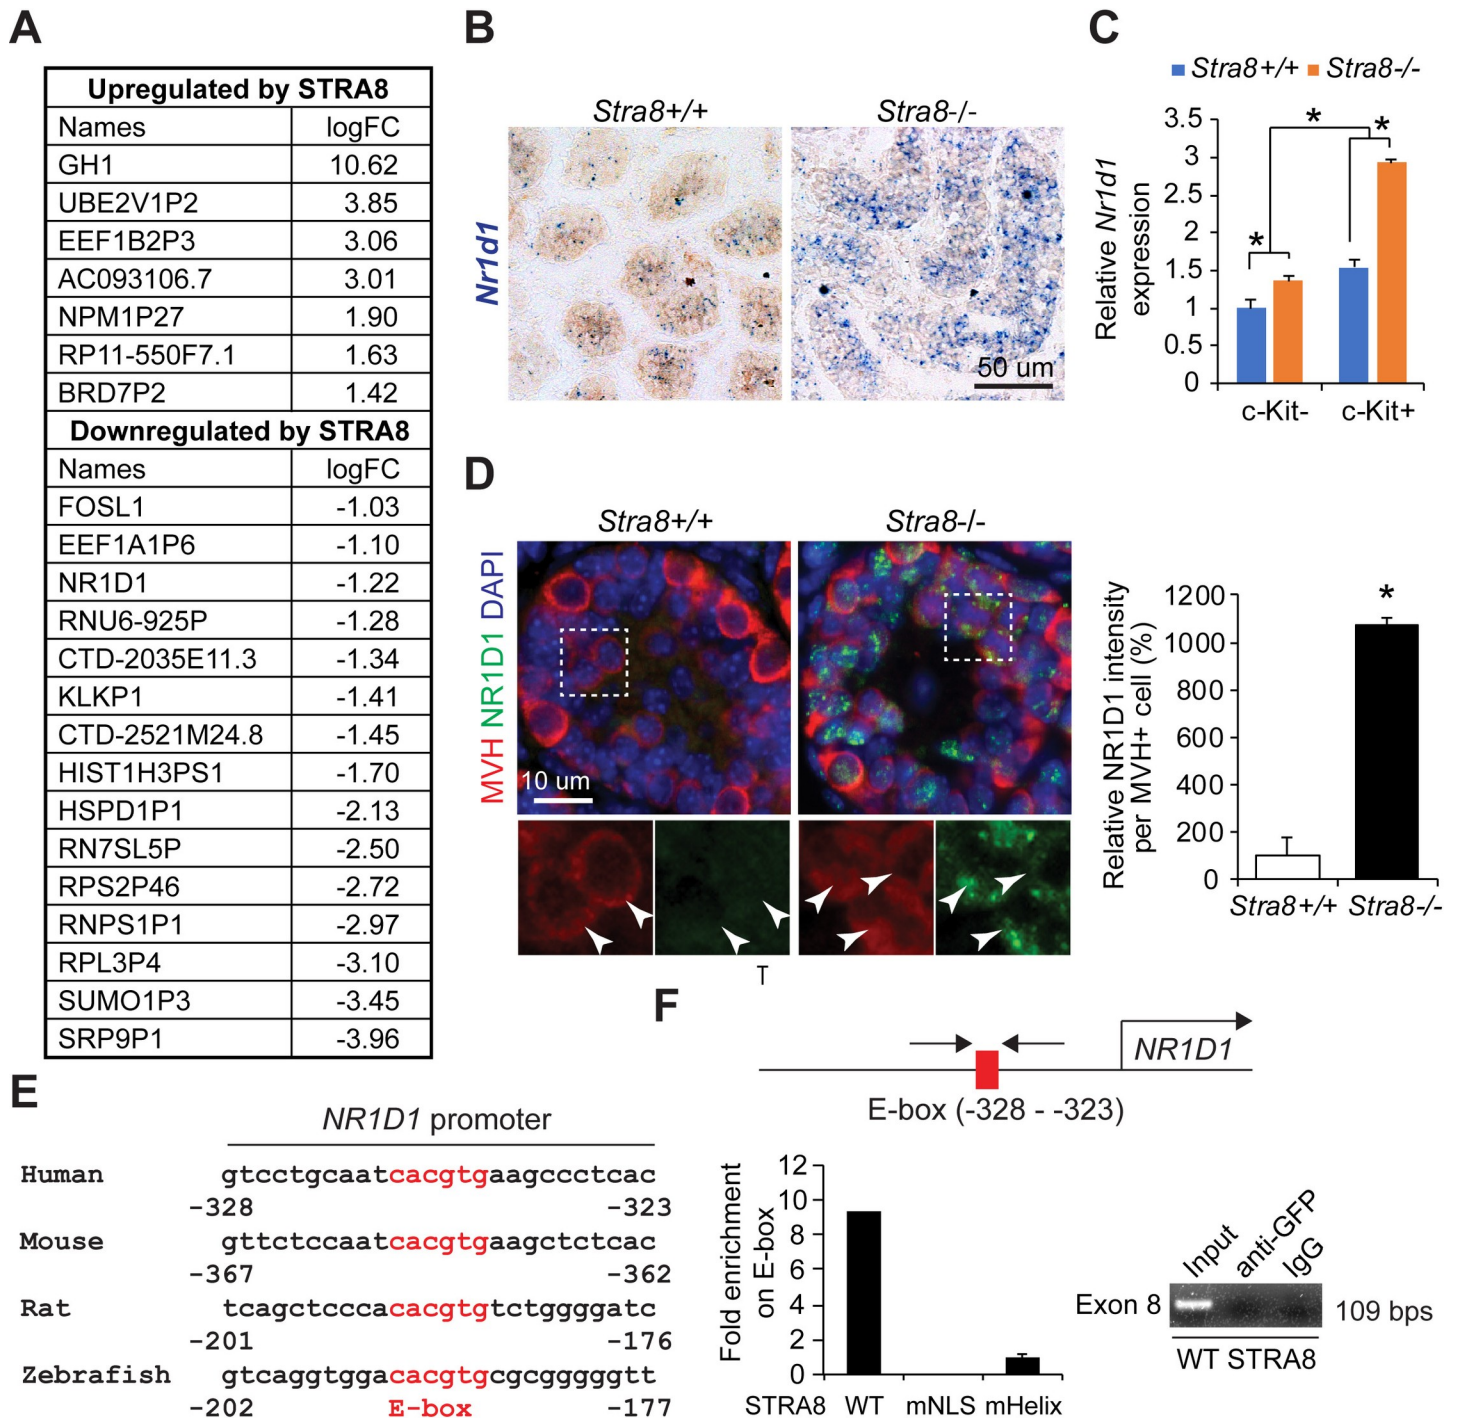 A
Upregulated by STRA8
Names logFC
GH1 10.62
UBE2V1P2 3.85
EEF1B2P3 3.06
AC093106.7 3.01
NPM1P27 1.90
RP11-550F7.1 1.63
BRD7P2 1.42
Downregulated by STRA8
Names logFC
FOSL1 -1.03
EEF1A1P6 -1.10
NR1D1 -1.22
RNU6-925P -1.28
CTD-2035E11.3 -1.34
KLKP1 -1.41
CTD-2521M24.8 -1.45
HIST1H3PS1 -1.70
HSPD1P1 -2.13
RN7SL5P -2.50
RPS2P46 -2.72
RNPS1P1 -2.97
RPL3P4 -3.10
SUMO1P3 -3.45
SRP9P1 -3.96
B
Stra8+/+ Stra8-/-
Nr1d1
50 um
C
Stra8+/+ Stra8-/-
Relative Nr1d1
expression
3.5
3
2.5
2
1.5
1
0.5
0
* * *
c-Kit- c-Kit+
D
Stra8+/+ Stra8-/-
MVH NR1D1 DAPI
10 um
Relative NR1D1 intensity
per MVH+ cell (%)
1200
1000
800
600
400
200
0
*
Stra8+/+ Stra8-/-
T
E
NR1D1 promoter
Human gtcctgcaatcacgtgaagccctcac
-328 -323
Mouse gttctccaatcacgtgaagctctcac
-367 -362
Rat tcagctcccacacgtgtctggggatc
-201 -176
Zebrafish gtcaggtggacacgtgcgcgggggtt
-202 E-box -177
F
NR1D1
E-box (-328 - -323)
Fold enrichment
on E-box
12
10
8
6
4
2
0
STRA8 WT mNLS mHelix
Input anti-GFP IgG
Exon 8 109 bps
WT STRA8